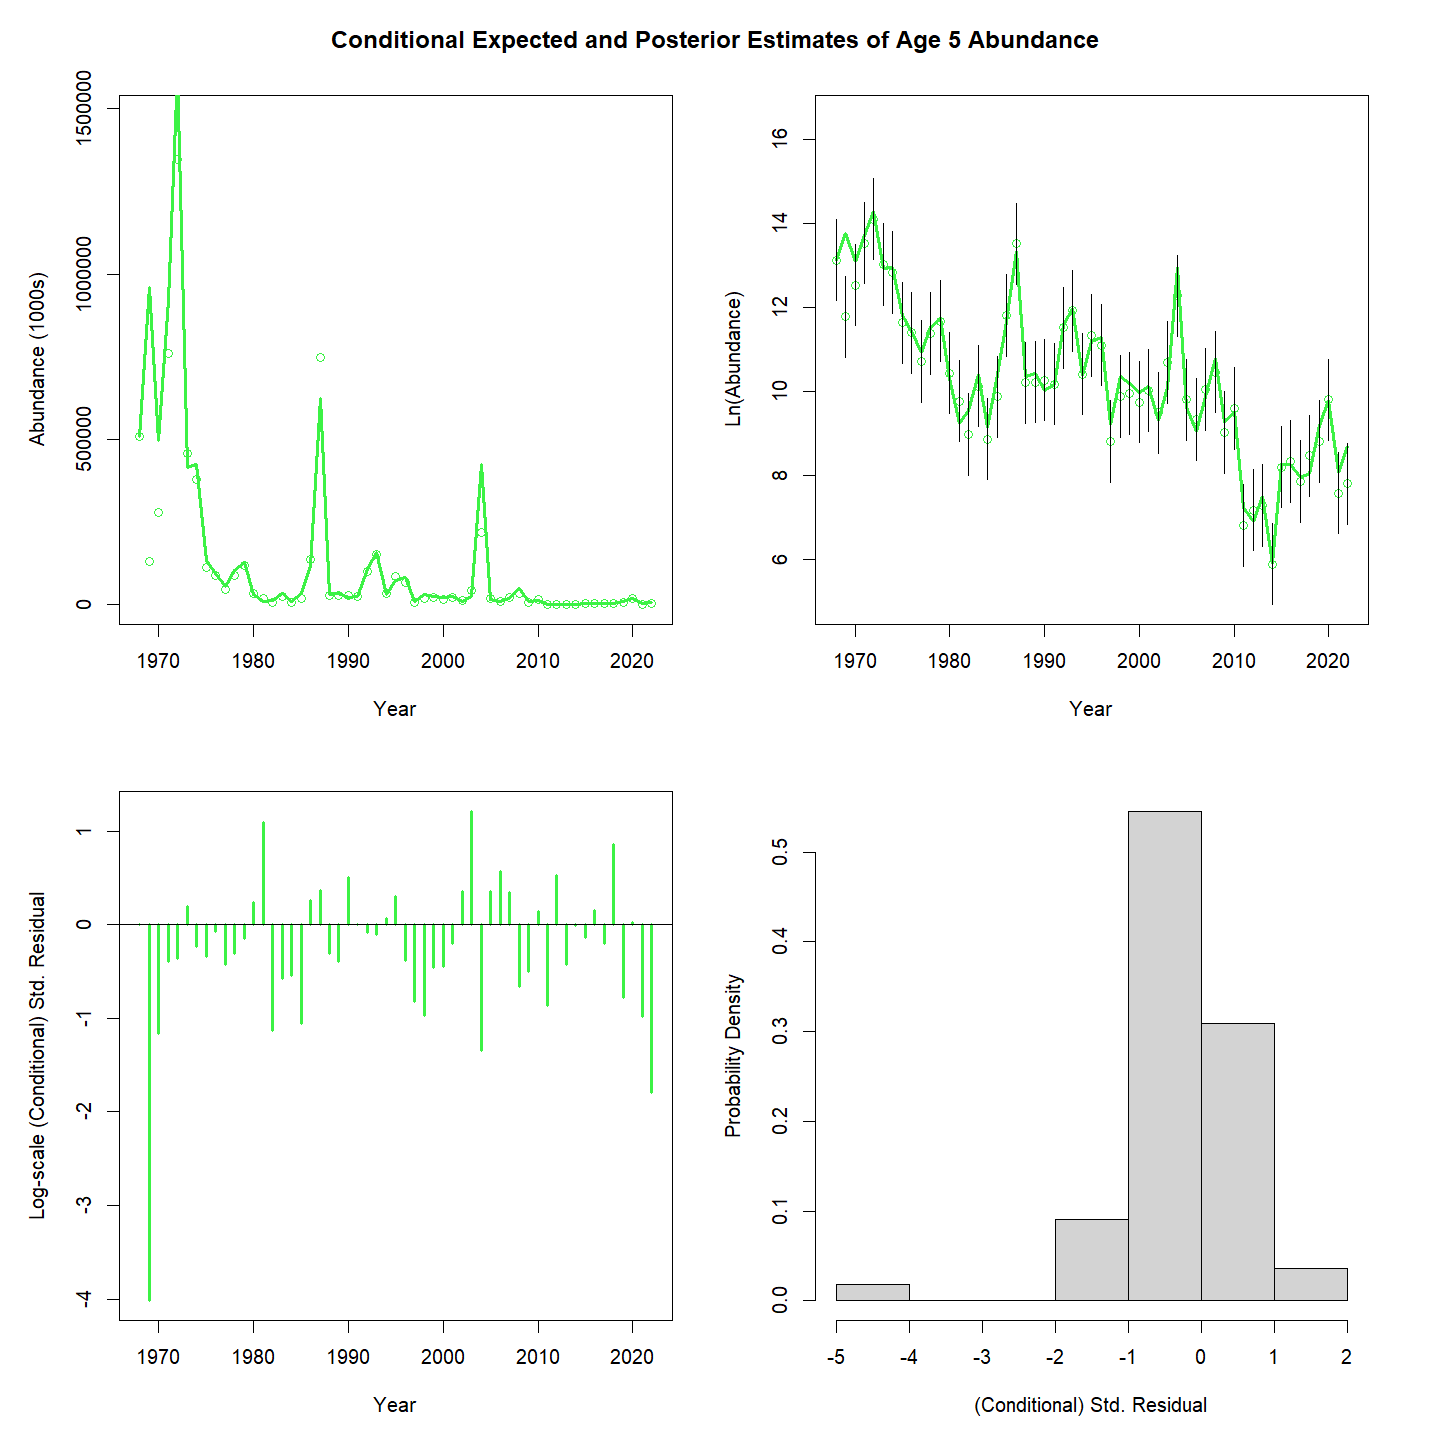 Conditional Expected and Posterior Estimates of Age 5 Abundance
Abundance (1000s)
1500000
1000000
500000
0
1970 1980 1990 2000 2010 2020
Year
Ln(Abundance)
16
14
12
10
8
6
1970 1980 1990 2000 2010 2020
Year
Log-scale (Conditional) Std. Residual
1
0
-1
-2
-3
-4
1970 1980 1990 2000 2010 2020
Year
Probability Density
0.5
0.4
0.3
0.2
0.1
0.0
-5 -4 -3 -2 -1 0 1 2
(Conditional) Std. Residual